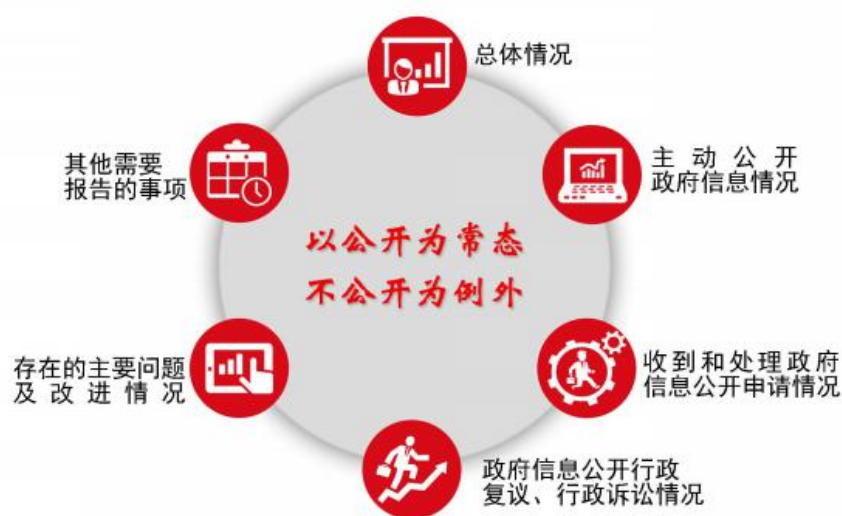 总体情况
主动公开
政府信息情况
收到和处理政府
信息公开申请情况
政府信息公开行政
复议、行政诉讼情况
存在的主要问题
及改进情况
其他需要
报告的事项
以公开为常态
不公开为例外